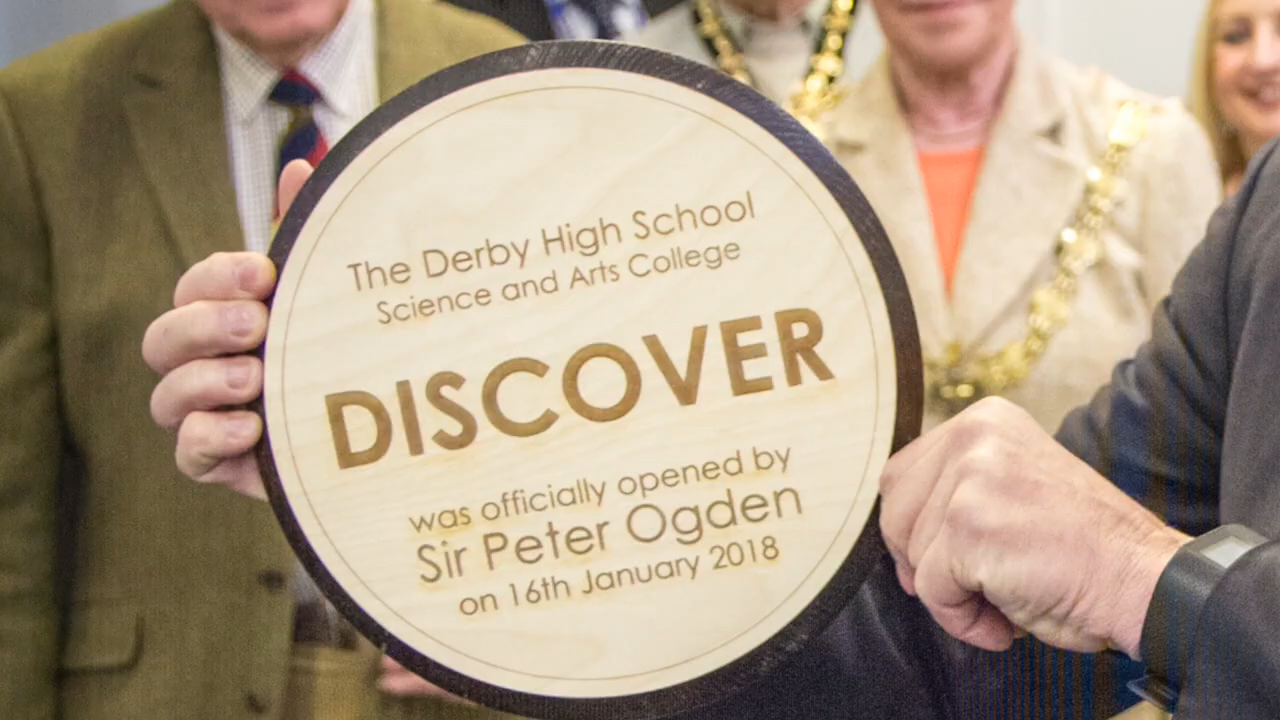 The Derby High School
Science and Arts College
DISCOVER
was officially opened by
Sir Peter Ogden
on 16th January 2018